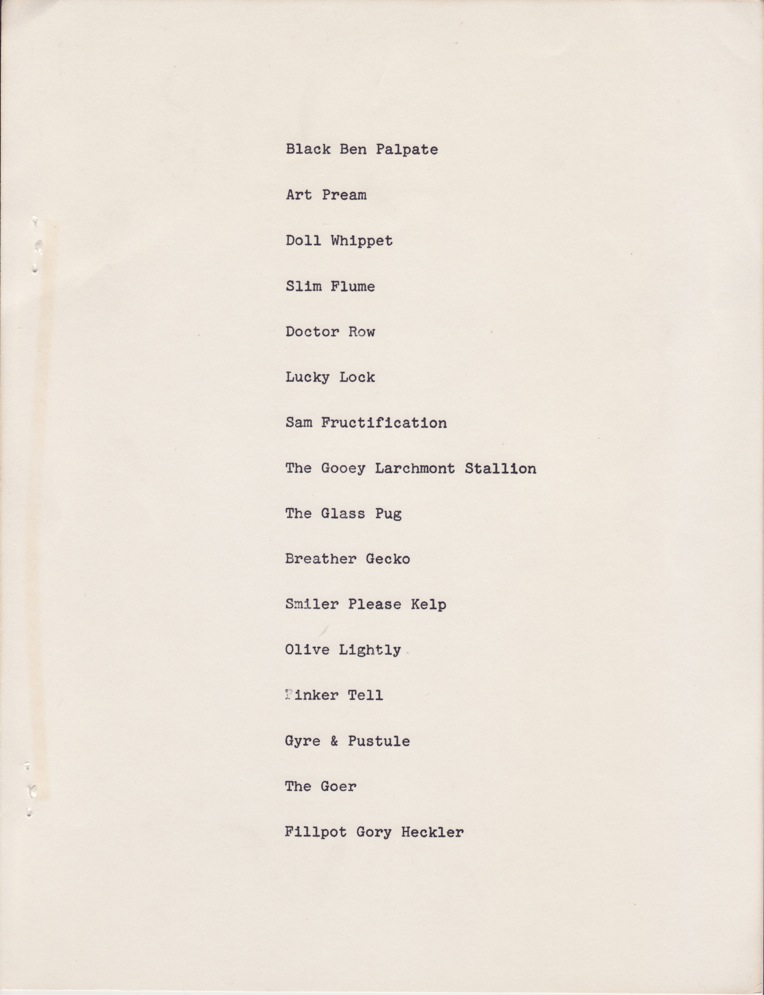 Black Ben Palpate
Art Pream
Doll Whippet
Slim Flume
Doctor Row
Lucky Lock
Sam Fructification
The Gooey Larchmont Stallion
The Glass Pug
Breather Gecko
Smiler Please Kelp
Olive Lightly
Tell
Gyre & Pustule
The Goer
Fillpot Gory Heckler